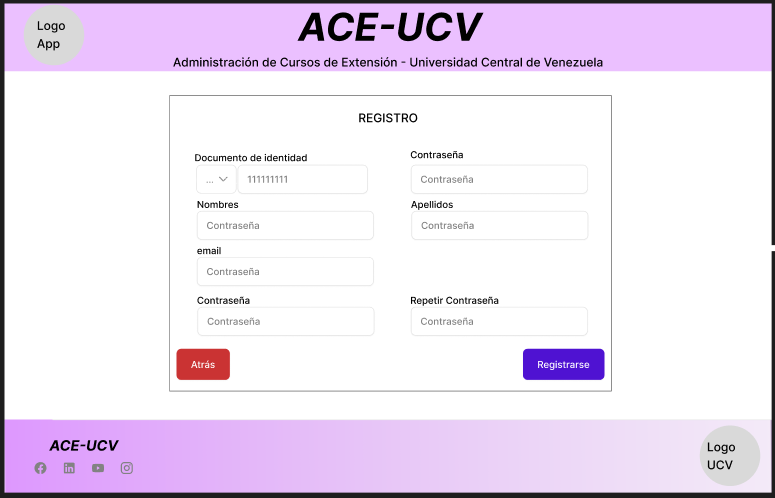 Logo
App
ACE-UCV
Administración de Cursos de Extensión - Universidad Central de Venezuela
REGISTRO
Documento de identidad
Contraseña
...
111111111
Contraseña
Nombres
Apellidos
Contraseña
Contraseña
email
Contraseña
Contraseña
Repetir Contraseña
Contraseña
Contraseña
Atrás
Registrarse
ACE-UCV
Logo
UCV